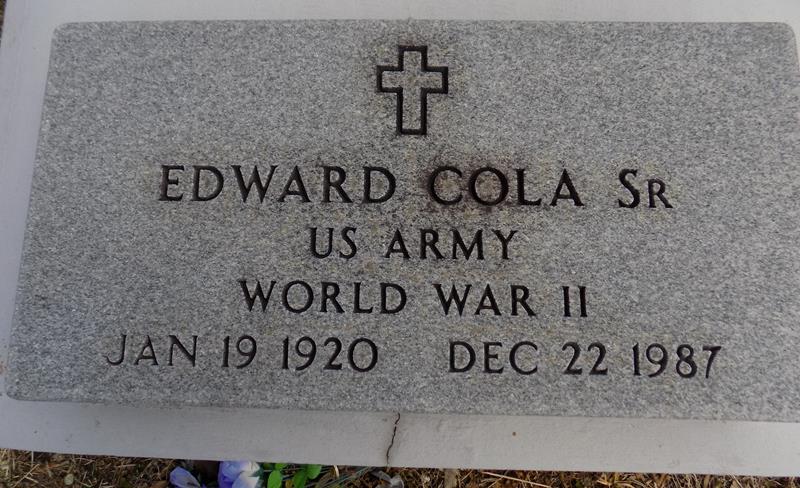 EDWARD COLA SR
US ARMY
WORLD WAR II
JAN 19 1920 DEC 22 1987